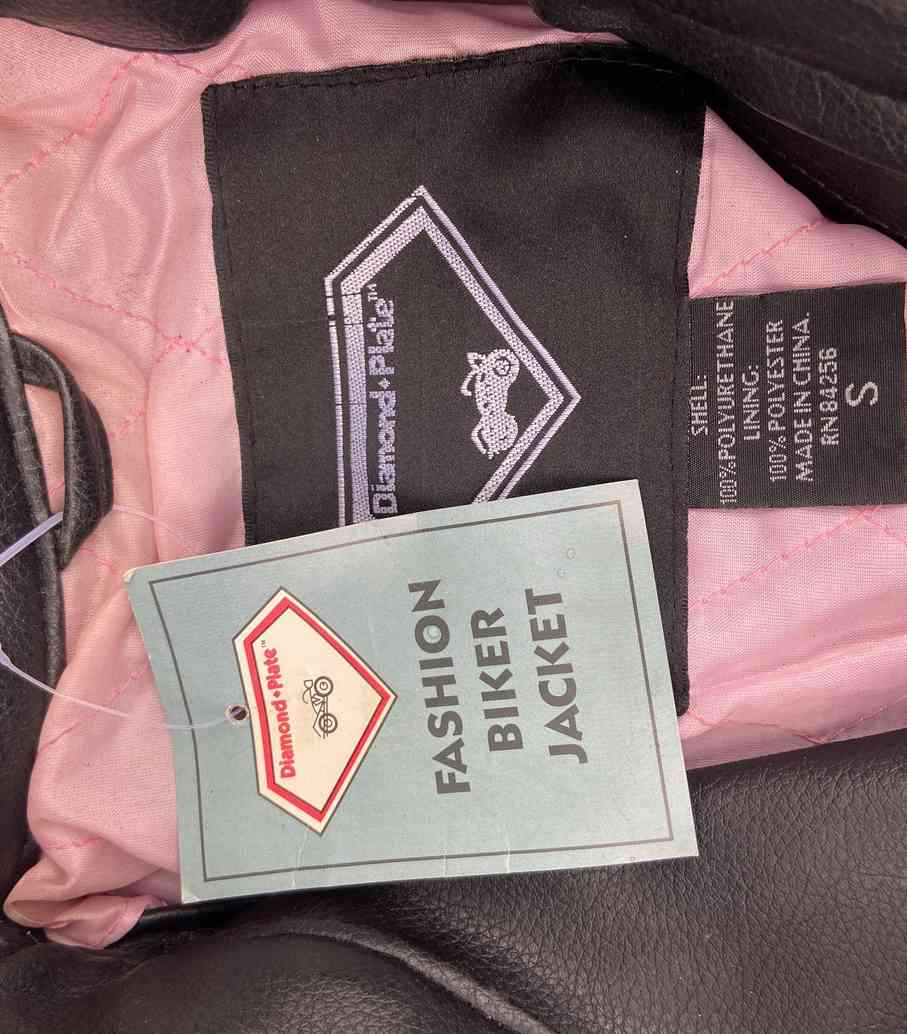 Diamond+Plate™
SHELL:
100%POLYURETHANE
LINING:
100% POLYESTER
MADE IN CHINA.
RN 84256
S
Diamond+Plate™
FASHION
BIKER
JACKET